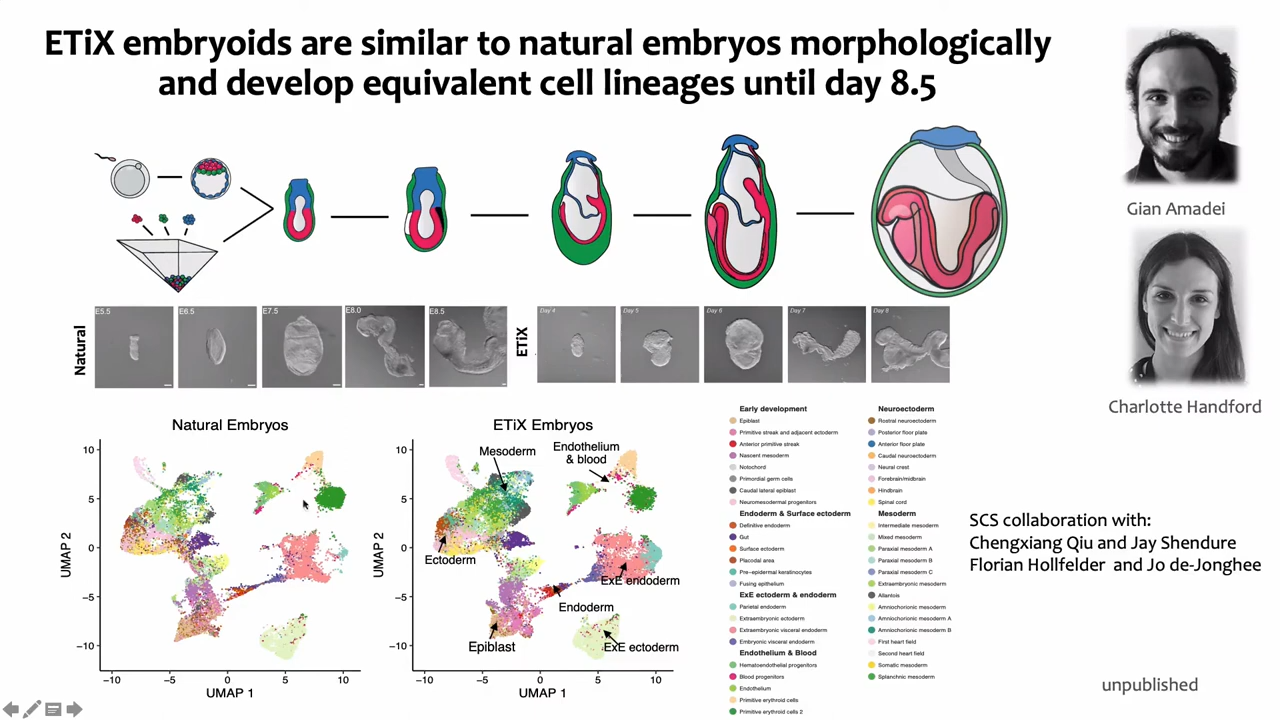 ETiX embryoids are similar to natural embryos morphologically
and develop equivalent cell lineages until day 8.5
Gian Amadei
Charlotte Handford
Natural
E5.5
E6.5
E7.5
E8.0
E8.5
ETiX
Day 4
Day 5
Day 6
Day 7
Day 8
Natural Embryos
UMAP 2
10
5
0
−5
−10
−10
−5
0
5
10
UMAP 1
ETiX Embryos
UMAP 2
10
5
0
−5
−10
−10
−5
0
5
10
UMAP 1
Mesoderm
Endothelium
& blood
Ectoderm
ExE endoderm
Endoderm
Epiblast
ExE ectoderm
Early development
Epiblast
Primitive streak and adjacent ectoderm
Anterior primitive streak
Nascent mesoderm
Notochord
Primordial germ cells
Caudal lateral epiblast
Neuromesodermal progenitors
Endoderm & Surface ectoderm
Definitive endoderm
Gut
Surface ectoderm
Placodal area
Pre−epidermal keratinocytes
Fusing epithelium
ExE ectoderm & endoderm
Parietal endoderm
Extraembryonic ectoderm
Extraembryonic visceral endoderm
Embryonic visceral endoderm
Endothelium & Blood
Hematoendothelial progenitors
Blood progenitors
Endothelium
Primitive erythroid cells
Primitive erythroid cells 2
Neuroectoderm
Rostral neuroectoderm
Posterior floor plate
Anterior floor plate
Caudal neuroectoderm
Neural crest
Forebrain/midbrain
Hindbrain
Spinal cord
Mesoderm
Intermediate mesoderm
Mixed mesoderm
Paraxial mesoderm A
Paraxial mesoderm B
Paraxial mesoderm C
Extraembryonic mesoderm
Allantois
Amniochorionic mesoderm
Amniochorionic mesoderm A
Amniochorionic mesoderm B
First heart field
Second heart field
Somatic mesoderm
Splanchnic mesoderm
SCS collaboration with:
Chengxiang Qiu and Jay Shendure
Florian Hollfelder and Jo de-Jonghee
unpublished